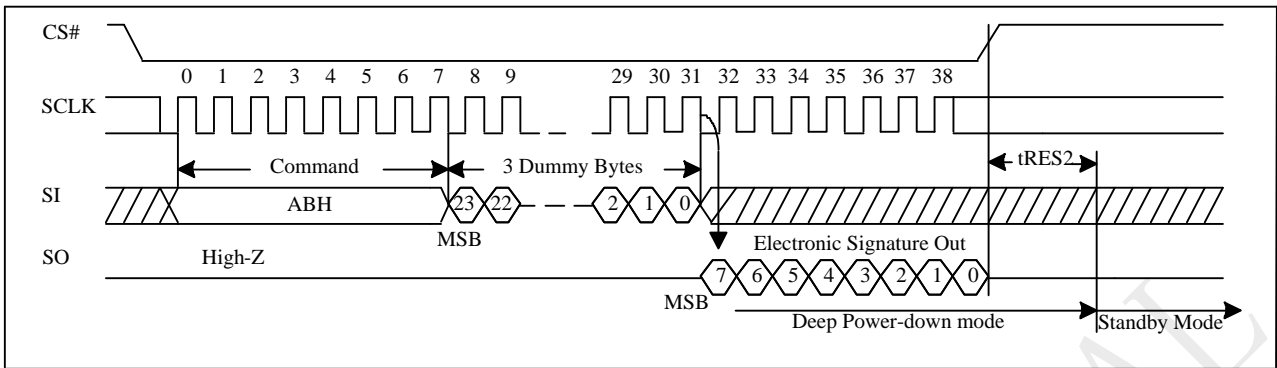 CS#
0 1 2 3 4 5 6 7 8 9 29 30 31 32 33 34 35 36 37 38
SCLK
Command 3 Dummy Bytes tRES2
SI ABH 23 22 2 1 0
MSB
SO High-Z Electronic Signature Out
7 6 5 4 3 2 1 0
MSB
Deep Power-down mode Standby Mode